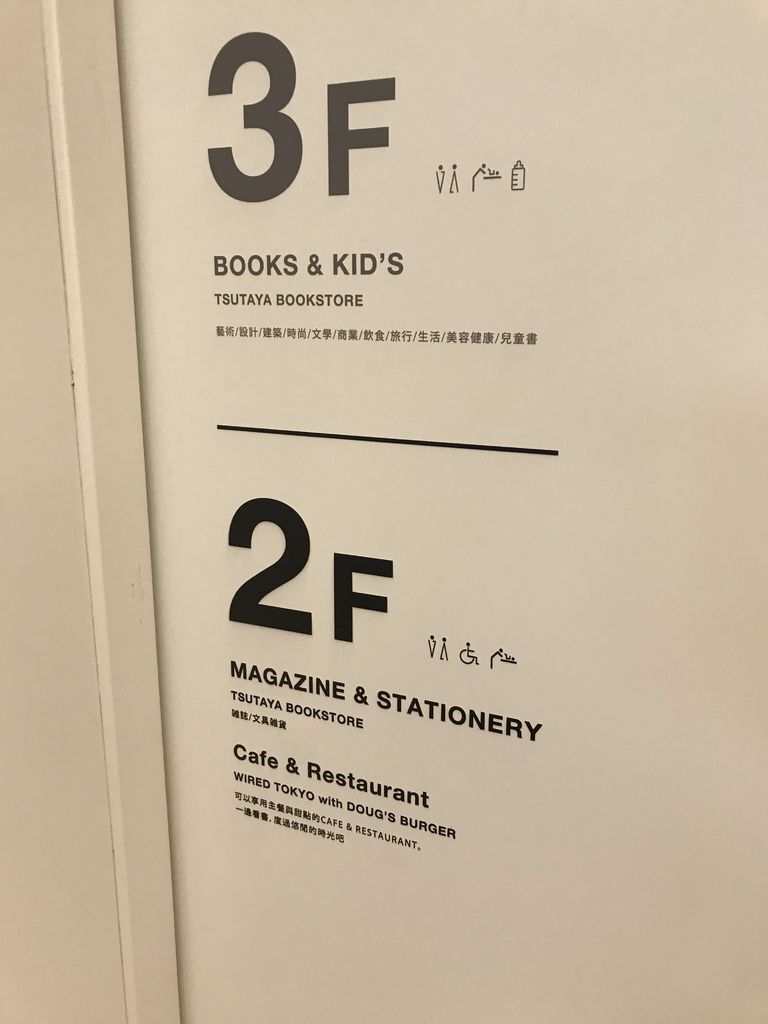 3F
BOOKS & KID'S
TSUTAYA BOOKSTORE
藝術/設計/建築/時尚/文學/商業/飲食/旅行/生活/美容健康/兒童書
2F
MAGAZINE & STATIONERY
TSUTAYA BOOKSTORE
雑誌/文具雑貨
Cafe & Restaurant
WIRED TOKYO with DOUG'S BURGER
可以享用主餐與甜點的CAFE & RESTAURANT。
一邊看書，度過悠閒的時光吧